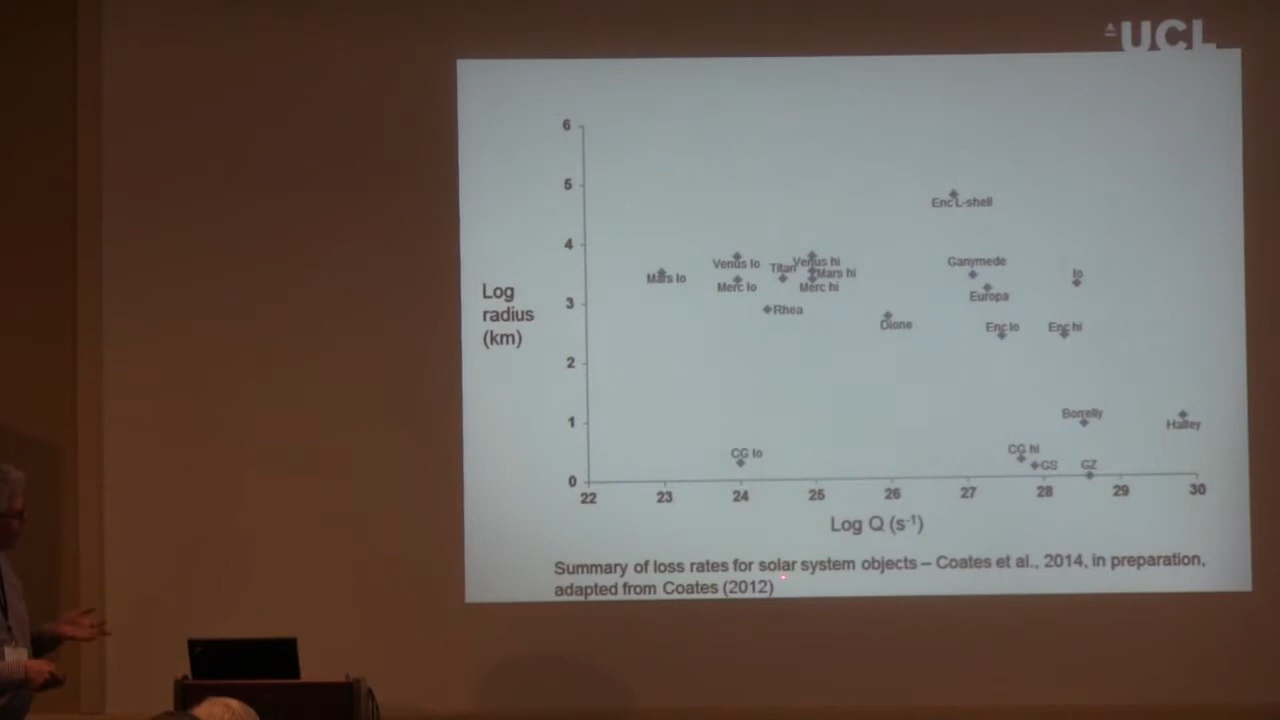 UCL
6
5
Enc L-shell
4
Venus lo
Titan
Venus hi
Ganymede
Io
Mars lo
Mars hi
Merc lo
Merc hi
Europa
Log
radius
(km)
3
Rhea
Dione
Enc lo
Enc hi
2
1
Borrelly
Halley
CG lo
CG hi
GS
GZ
0
22 23 24 25 26 27 28 29 30
Log Q (s⁻¹)
Summary of loss rates for solar system objects – Coates et al., 2014, in preparation,
adapted from Coates (2012)